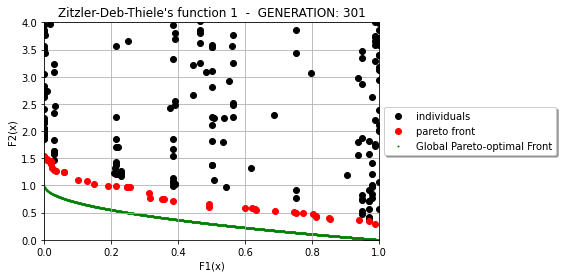 Zitzler-Deb-Thiele's function 1 - GENERATION: 301
4.0
3.5
3.0
2.5
2.0
1.5
1.0
0.5
0.0
F2(x)
0.0 0.2 0.4 0.6 0.8 1.0
F1(x)
individuals
pareto front
Global Pareto-optimal Front